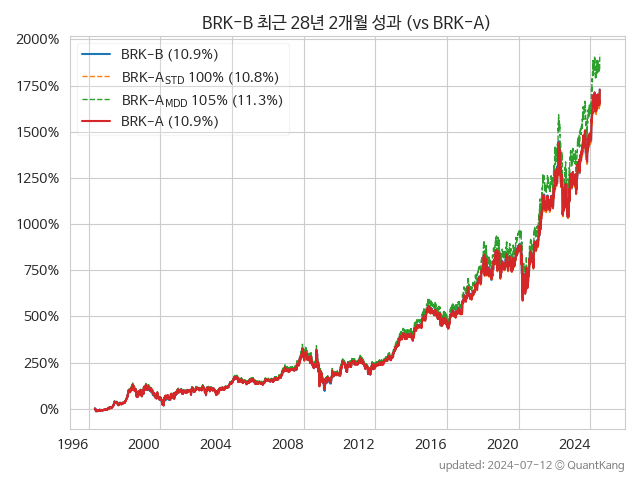 BRK-B 최근 28년 2개월 성과 (vs BRK-A)
2000%
1750%
1500%
1250%
1000%
750%
500%
250%
0%
BRK-B (10.9%)
BRK-A STD 100% (10.8%)
BRK-A MDD 105% (11.3%)
BRK-A (10.9%)
1996 2000 2004 2008 2012 2016 2020 2024
updated: 2024-07-12 © QuantKang